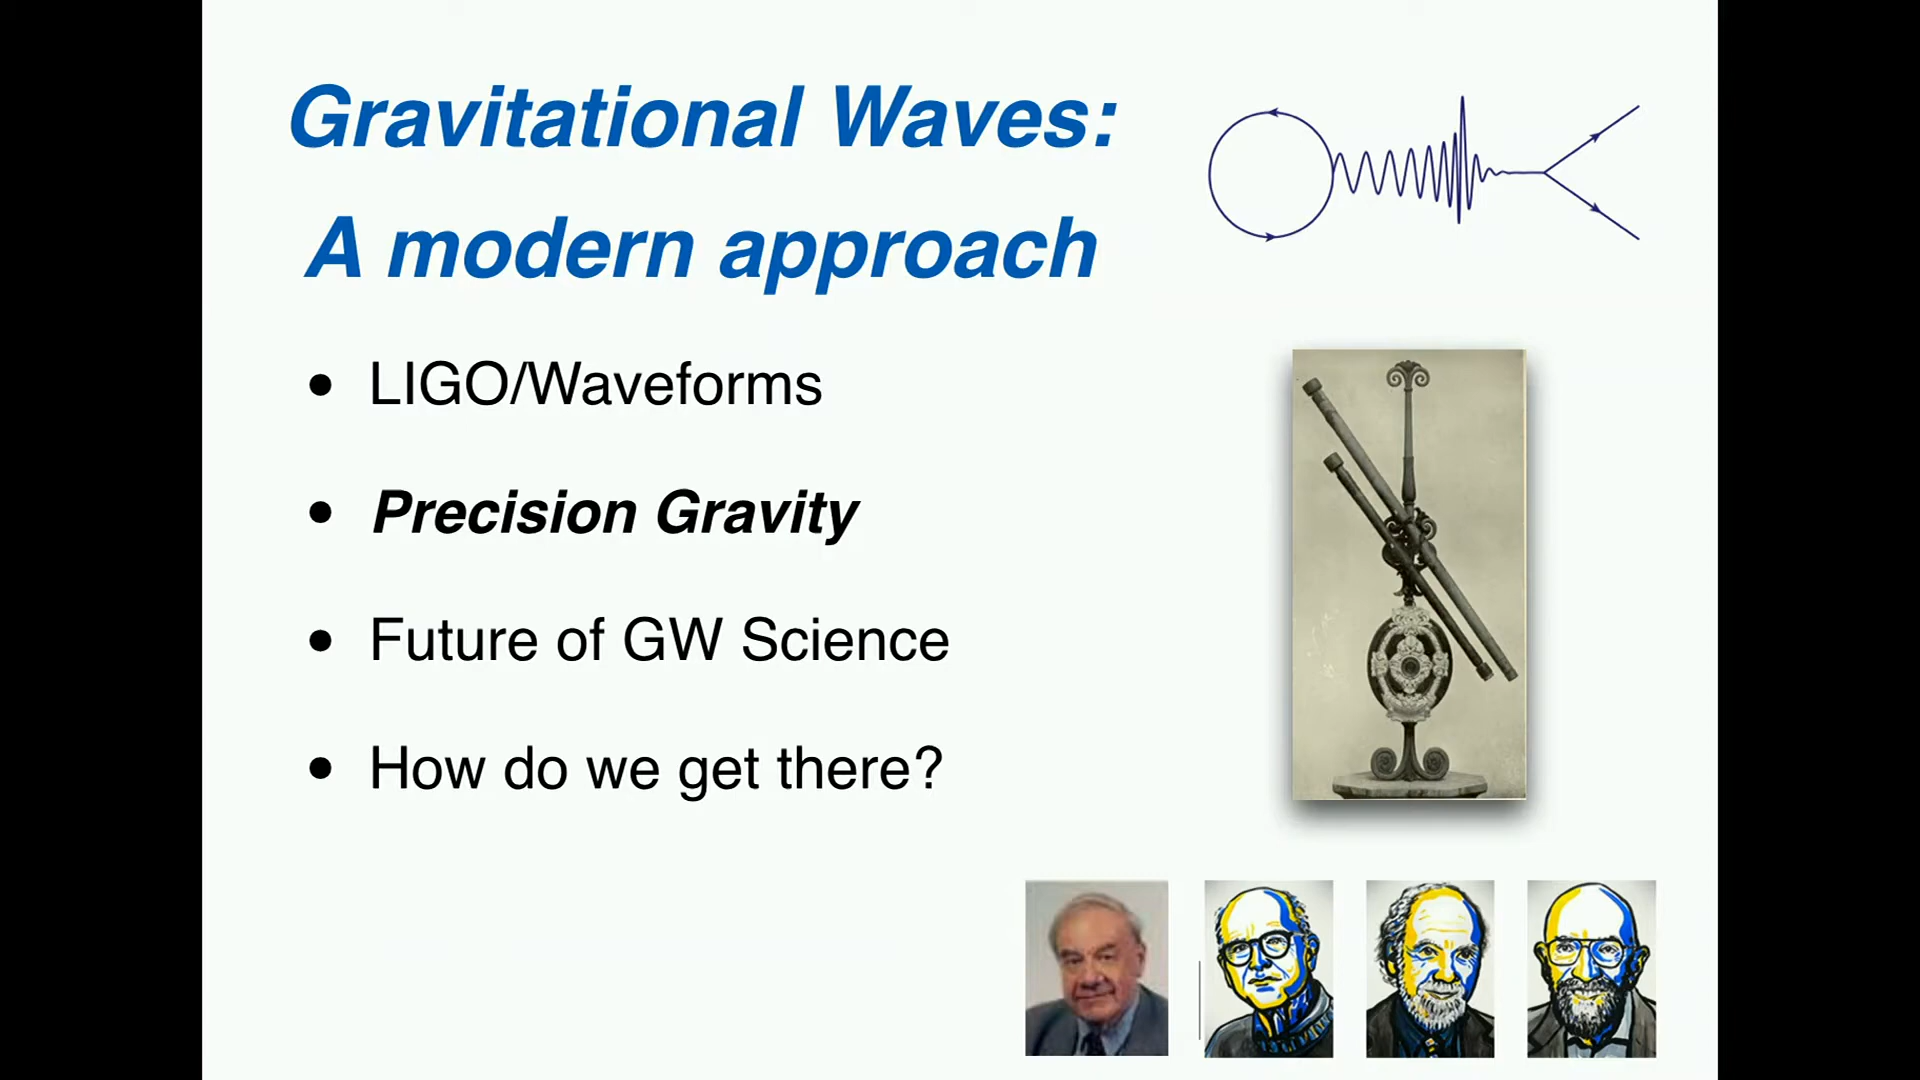 Gravitational Waves:
A modern approach
• LIGO/Waveforms
• Precision Gravity
• Future of GW Science
• How do we get there?